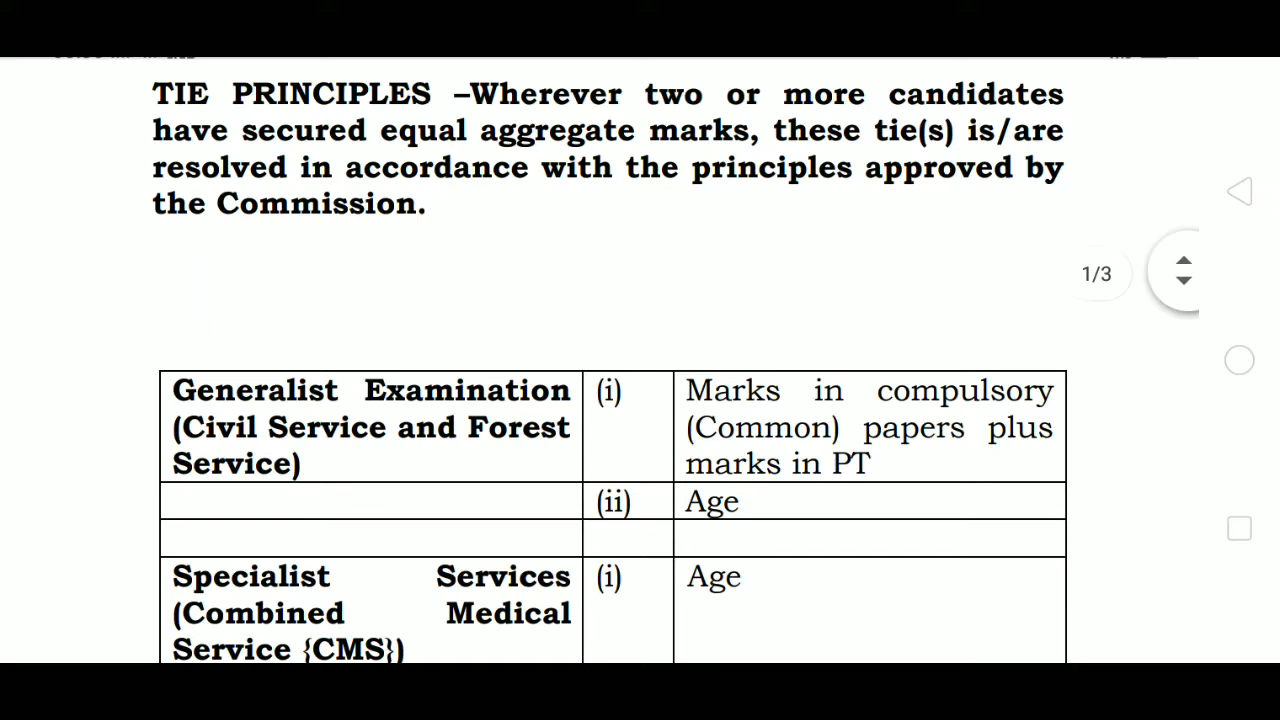 TIE PRINCIPLES –Wherever two or more candidates
have secured equal aggregate marks, these tie(s) is/are
resolved in accordance with the principles approved by
the Commission.
1/3
Generalist Examination (i) Marks in compulsory
(Civil Service and Forest (Common) papers plus
Service) marks in PT
(ii) Age
Specialist Services (i) Age
(Combined Medical
Service {CMS})